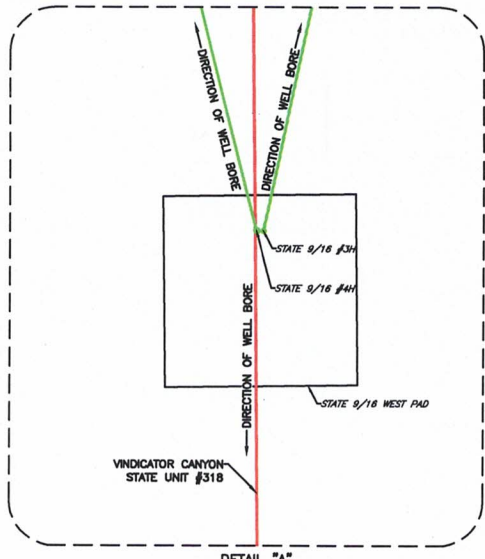 DIRECTION OF WELL BORE
DIRECTION OF WELL BORE
STATE 9/16 #3H
STATE 9/16 #4H
DIRECTION OF WELL BORE
STATE 9/16 WEST PAD
VINDICATOR CANYON
STATE UNIT #318
DETAIL "A"